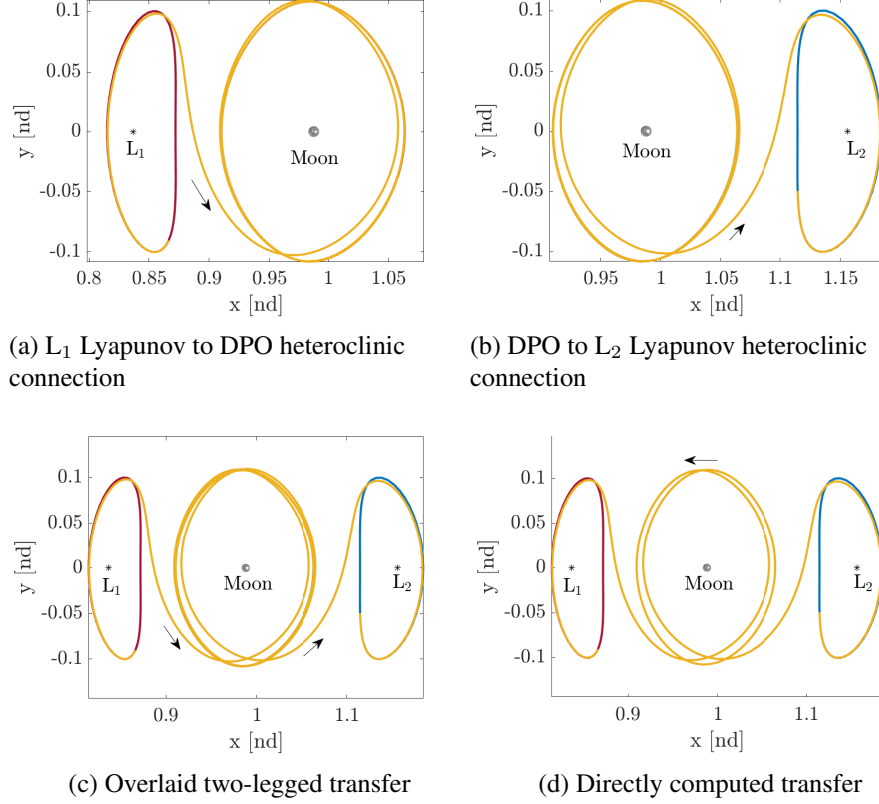 0.1
0.05
0
-0.05
-0.1
y [nd]
L₁
Moon
0.8 0.85 0.9 0.95 1 1.05
x [nd]
(a) L₁ Lyapunov to DPO heteroclinic
connection
0.1
0.05
0
-0.05
-0.1
y [nd]
Moon
L₂
0.95 1 1.05 1.1 1.15
x [nd]
(b) DPO to L₂ Lyapunov heteroclinic
connection
0.1
0.05
0
-0.05
-0.1
y [nd]
L₁
Moon
L₂
0.9 1 1.1
x [nd]
(c) Overlaid two-legged transfer
0.1
0.05
0
-0.05
-0.1
y [nd]
L₁
Moon
L₂
0.9 1 1.1
x [nd]
(d) Directly computed transfer